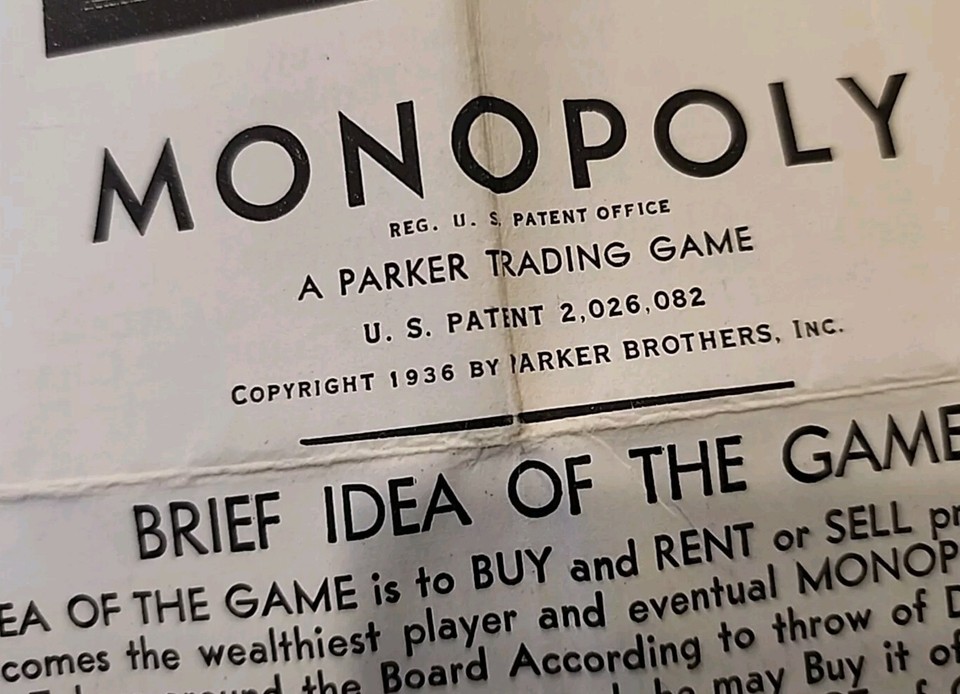 MONOPOLY
REG. U. S. PATENT OFFICE
A PARKER TRADING GAME
U. S. PATENT 2,026,082
COPYRIGHT 1936 BY PARKER BROTHERS, INC.
BRIEF IDEA OF THE GAME
EA OF THE GAME is to BUY and RENT or SELL pr
comes the wealthiest player and eventual MONOP
the Board According to throw of D
may Buy it